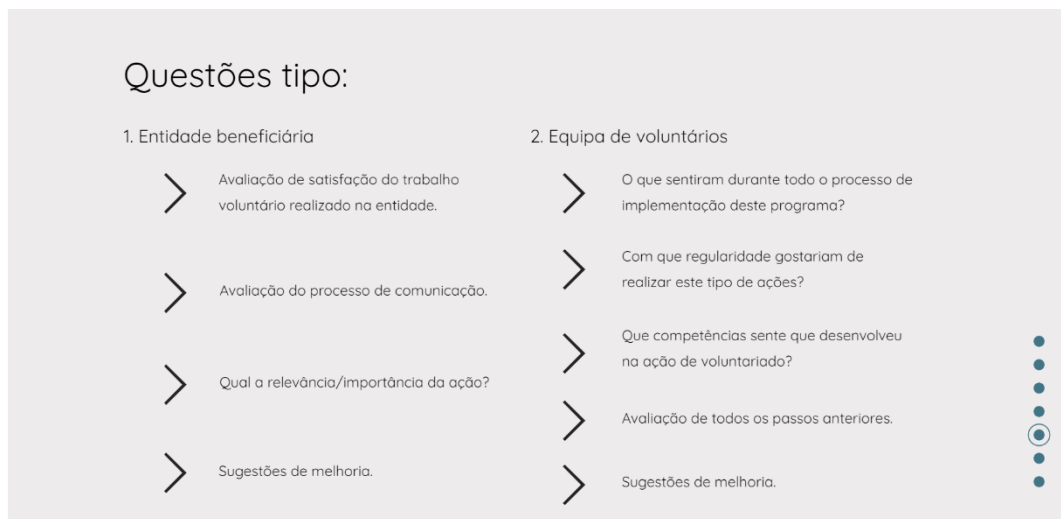 Questões tipo:
1. Entidade beneficiária
Avaliação de satisfação do trabalho
voluntário realizado na entidade.
Avaliação do processo de comunicação.
Qual a relevância/importância da ação?
Sugestões de melhoria.
2. Equipa de voluntários
O que sentiram durante todo o processo de
implementação deste programa?
Com que regularidade gostariam de
realizar este tipo de ações?
Que competências sente que desenvolveu
na ação de voluntariado?
Avaliação de todos os passos anteriores.
Sugestões de melhoria.